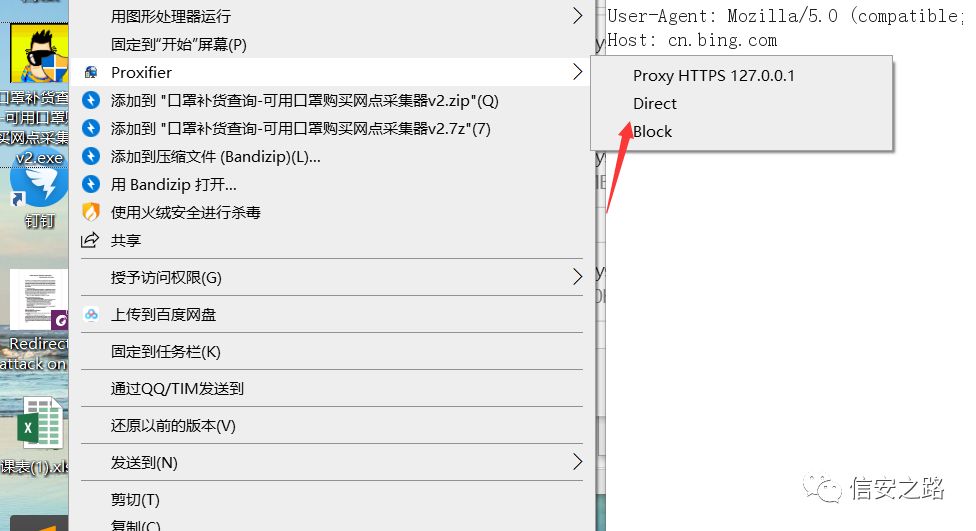 口罩补货查
-可用口罩
买网点采集
v2.exe
钉钉
Redirect
attack on
课表(1).xl
用图形处理器运行
固定到“开始”屏幕(P)
Proxifier
添加到 "口罩补货查询-可用口罩购买网点采集器v2.zip"(Q)
添加到 "口罩补货查询-可用口罩购买网点采集器v2.7z"(7)
添加到压缩文件 (Bandizip)(L)...
用 Bandizip 打开...
使用火绒安全进行杀毒
共享
授予访问权限(G)
上传到百度网盘
固定到任务栏(K)
通过QQ/TIM发送到
还原以前的版本(V)
发送到(N)
剪切(T)
复制(C)
User-Agent: Mozilla/5.0 (compatible;
Host: cn.bing.com
Proxy HTTPS 127.0.0.1
Direct
Block
信安之路